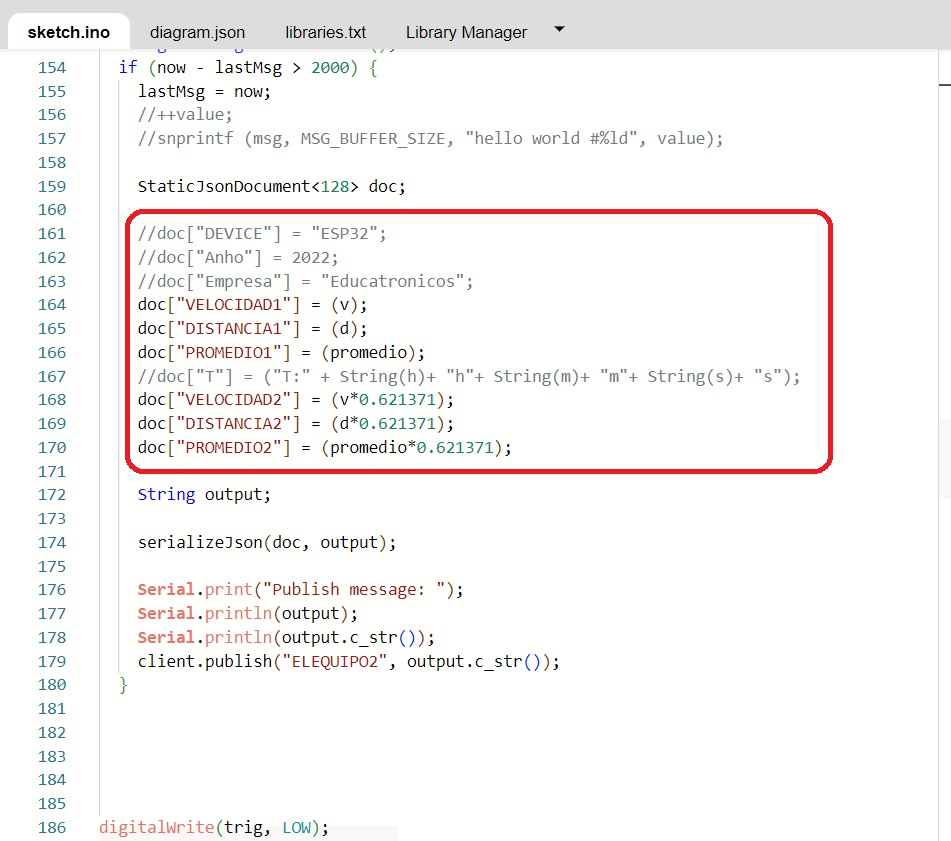 sketch.ino diagram.json libraries.txt Library Manager
154 if (now - lastMsg > 2000) {
155 lastMsg = now;
156 //++value;
157 //snprintf (msg, MSG_BUFFER_SIZE, "hello world #%ld", value);
158
159 StaticJsonDocument<128> doc;
160
161 //doc["DEVICE"] = "ESP32";
162 //doc["Anho"] = 2022;
163 //doc["Empresa"] = "Educatronicos";
164 doc["VELOCIDAD1"] = (v);
165 doc["DISTANCIA1"] = (d);
166 doc["PROMEDIO1"] = (promedio);
167 //doc["T"] = ("T:" + String(h)+ "h"+ String(m)+ "m"+ String(s)+ "s");
168 doc["VELOCIDAD2"] = (v*0.621371);
169 doc["DISTANCIA2"] = (d*0.621371);
170 doc["PROMEDIO2"] = (promedio*0.621371);
171
172 String output;
173
174 serializeJson(doc, output);
175
176 Serial.print("Publish message: ");
177 Serial.println(output);
178 Serial.println(output.c_str());
179 client.publish("ELEQUIPO2", output.c_str());
180 }
181
182
183
184
185
186 digitalWrite(trig, LOW);